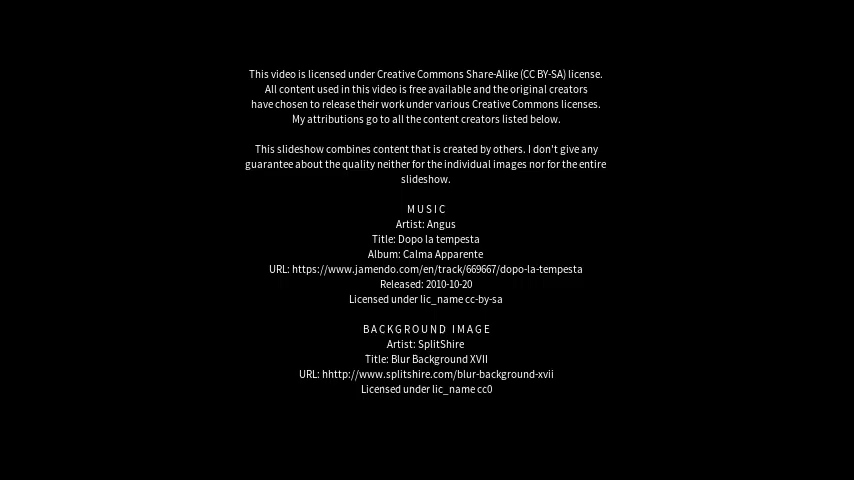 This video is licensed under Creative Commons Share-Alike (CC BY-SA) license.
All content used in this video is free available and the original creators
have chosen to release their work under various Creative Commons licenses.
My attributions go to all the content creators listed below.
This slideshow combines content that is created by others. I don't give any
guarantee about the quality neither for the individual images nor for the entire
slideshow.
MUSIC
Artist: Angus
Title: Dopo la tempesta
Album: Calma Apparente
URL: https://www.jamendo.com/en/track/669667/dopo-la-tempesta
Released: 2010-10-20
Licensed under lic_name cc-by-sa
BACKGROUND IMAGE
Artist: SplitShire
Title: Blur Background XVII
URL: hhttp://www.splitshire.com/blur-background-xvii
Licensed under lic_name cc0